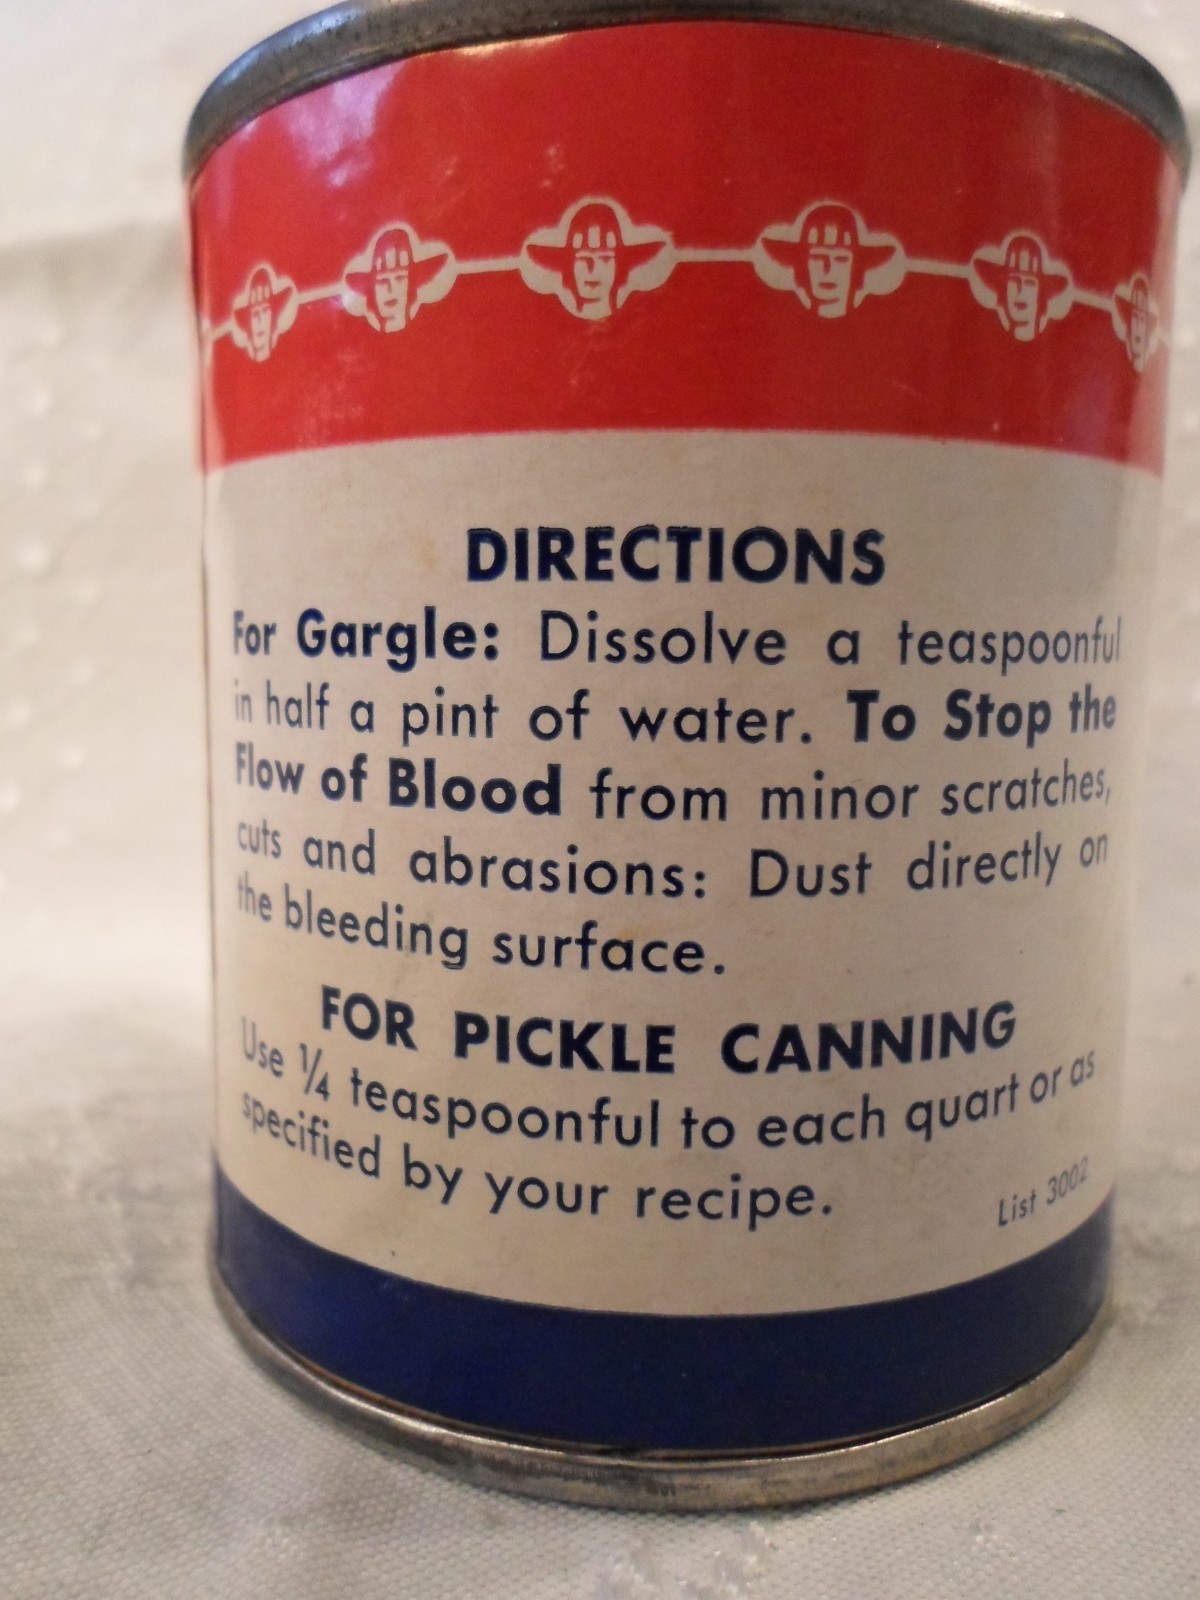 DIRECTIONS
For Gargle: Dissolve a teaspoonful
in half a pint of water. To Stop the
Flow of Blood from minor scratches,
cuts and abrasions: Dust directly on
the bleeding surface.
FOR PICKLE CANNING
Use ¼ teaspoonful to each quart or as
specified by your recipe.
List 3002